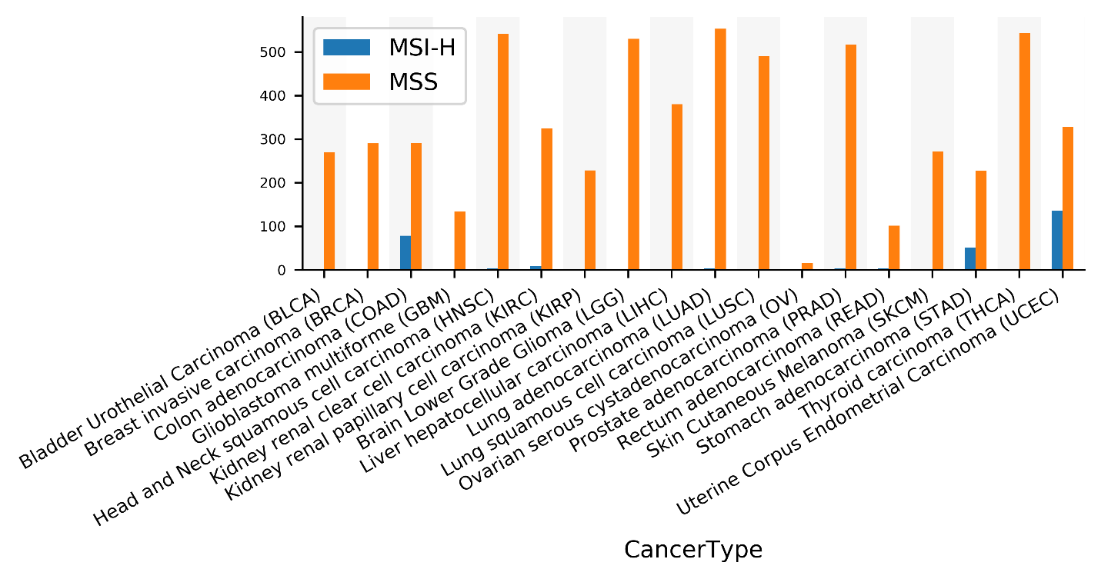 500
400
300
200
100
0
MSI-H
MSS
Bladder Urothelial Carcinoma (BLCA)
Breast invasive carcinoma (BRCA)
Colon adenocarcinoma (COAD)
Glioblastoma multiforme (GBM)
Head and Neck squamous cell carcinoma (HNSC)
Kidney renal clear cell carcinoma (KIRC)
Kidney renal papillary cell carcinoma (KIRP)
Brain Lower Grade Glioma (LGG)
Liver hepatocellular carcinoma (LIHC)
Lung adenocarcinoma (LUAD)
Lung squamous cell carcinoma (LUSC)
Ovarian serous cystadenocarcinoma (OV)
Prostate adenocarcinoma (PRAD)
Rectum adenocarcinoma (READ)
Skin Cutaneous Melanoma (SKCM)
Stomach adenocarcinoma (STAD)
Thyroid carcinoma (THCA)
Uterine Corpus Endometrial Carcinoma (UCEC)
CancerType